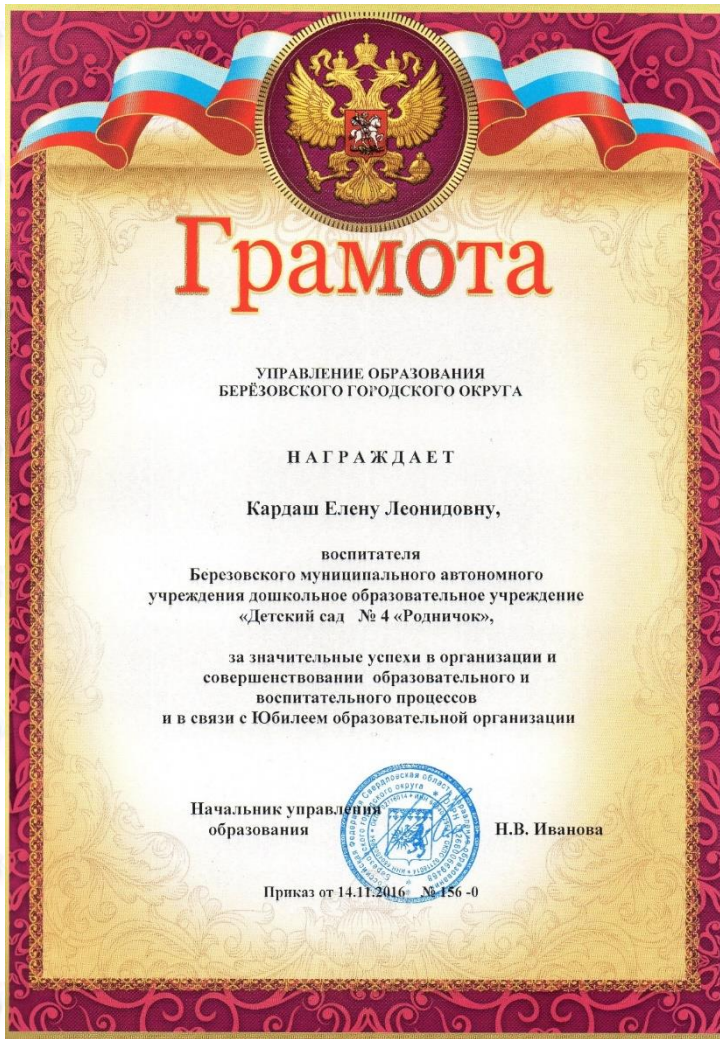 Грамота
УПРАВЛЕНИЕ ОБРАЗОВАНИЯ
БЕРЁЗОВСКОГО ГОРОДСКОГО ОКРУГА
НАГРАЖДАЕТ
Кардаш Елену Леонидовну,
воспитателя
Березовского муниципального автономного
учреждения дошкольное образовательное учреждение
«Детский сад № 4 «Родничок»,
за значительные успехи в организации и
совершенствовании образовательного и
воспитательного процессов
и в связи с Юбилеем образовательной организации
Начальник управления
образования
Н.В. Иванова
Приказ от 14.11.2016 № 156 -0